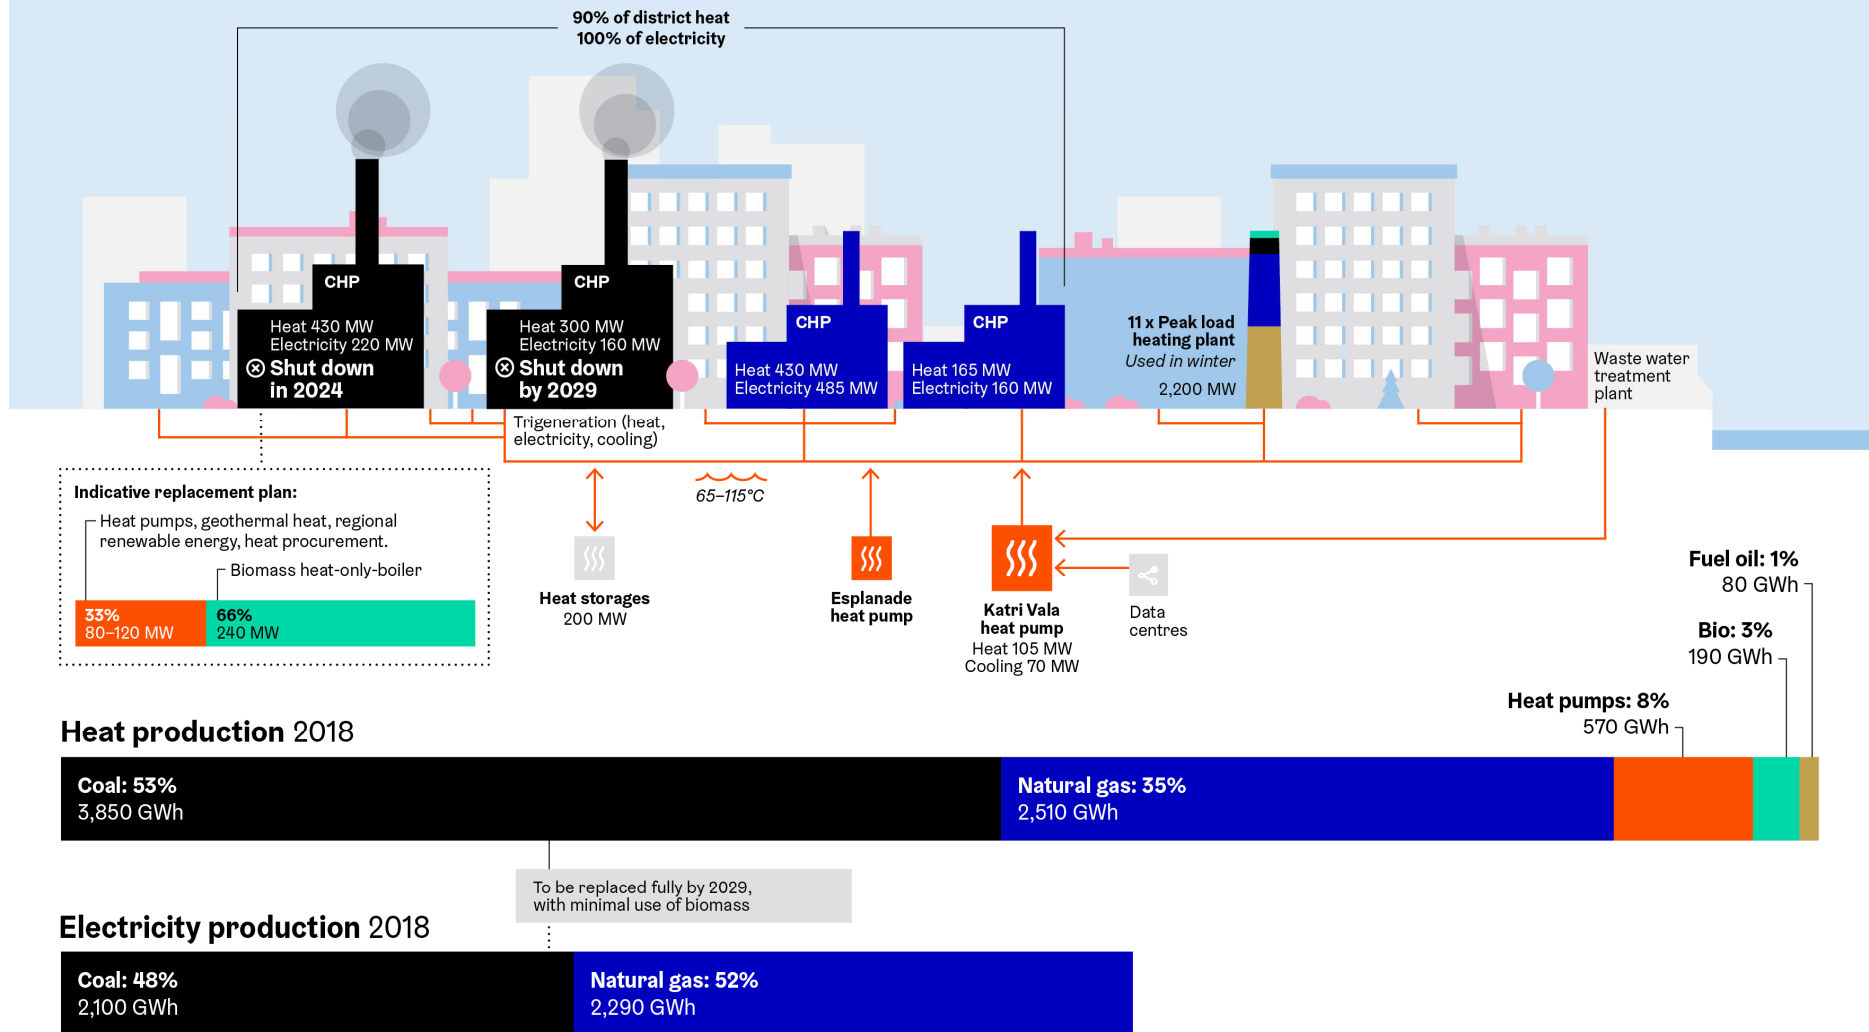 90% of district heat
100% of electricity
CHP
Heat 430 MW
Electricity 220 MW
Shut down
in 2024
CHP
Heat 300 MW
Electricity 160 MW
Shut down
by 2029
CHP
Heat 430 MW
Electricity 485 MW
CHP
Heat 165 MW
Electricity 160 MW
11 x Peak load
heating plant
Used in winter
2,200 MW
Waste water
treatment
plant
Trigeneration (heat,
electricity, cooling)
65–115°C
Indicative replacement plan:
Heat pumps, geothermal heat, regional
renewable energy, heat procurement.
Biomass heat-only-boiler
33%
80–120 MW
66%
240 MW
Heat storages
200 MW
Esplanade
heat pump
Katri Vala
heat pump
Heat 105 MW
Cooling 70 MW
Data
centres
Fuel oil: 1%
80 GWh
Bio: 3%
190 GWh
Heat pumps: 8%
570 GWh
Heat production 2018
Coal: 53%
3,850 GWh
Natural gas: 35%
2,510 GWh
To be replaced fully by 2029,
with minimal use of biomass
Electricity production 2018
Coal: 48%
2,100 GWh
Natural gas: 52%
2,290 GWh